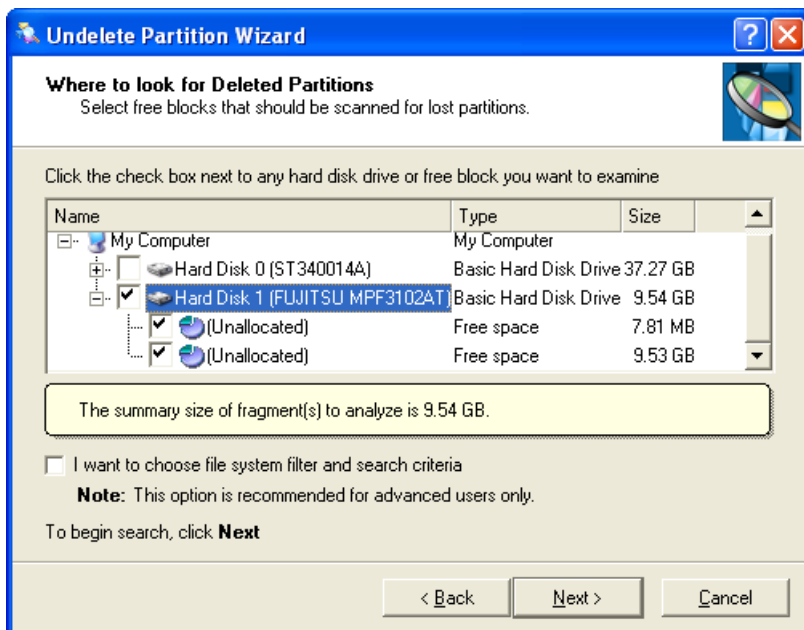 Undelete Partition Wizard
Where to look for Deleted Partitions
Select free blocks that should be scanned for lost partitions.
Click the check box next to any hard disk drive or free block you want to examine
Name Type Size
My Computer My Computer
Hard Disk 0 (ST340014A) Basic Hard Disk Drive 37.27 GB
Hard Disk 1 (FUJITSU MPF3102AT) Basic Hard Disk Drive 9.54 GB
(Unallocated) Free space 7.81 MB
(Unallocated) Free space 9.53 GB
The summary size of fragment(s) to analyze is 9.54 GB.
I want to choose file system filter and search criteria
Note: This option is recommended for advanced users only.
To begin search, click Next
< Back Next > Cancel